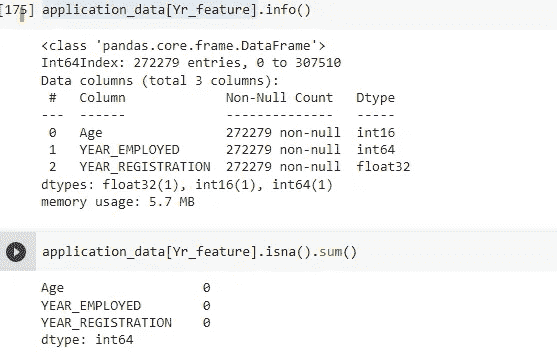 [175] application_data[Yr_feature].info()
<class 'pandas.core.frame.DataFrame'>
Int64Index: 272279 entries, 0 to 307510
Data columns (total 3 columns):
 #   Column             Non-Null Count   Dtype
---  ------             --------------   -----
 0   Age                272279 non-null  int16
 1   YEAR_EMPLOYED      272279 non-null  int64
 2   YEAR_REGISTRATION  272279 non-null  float32
dtypes: float32(1), int16(1), int64(1)
memory usage: 5.7 MB
application_data[Yr_feature].isna().sum()
Age                  0
YEAR_EMPLOYED        0
YEAR_REGISTRATION    0
dtype: int64